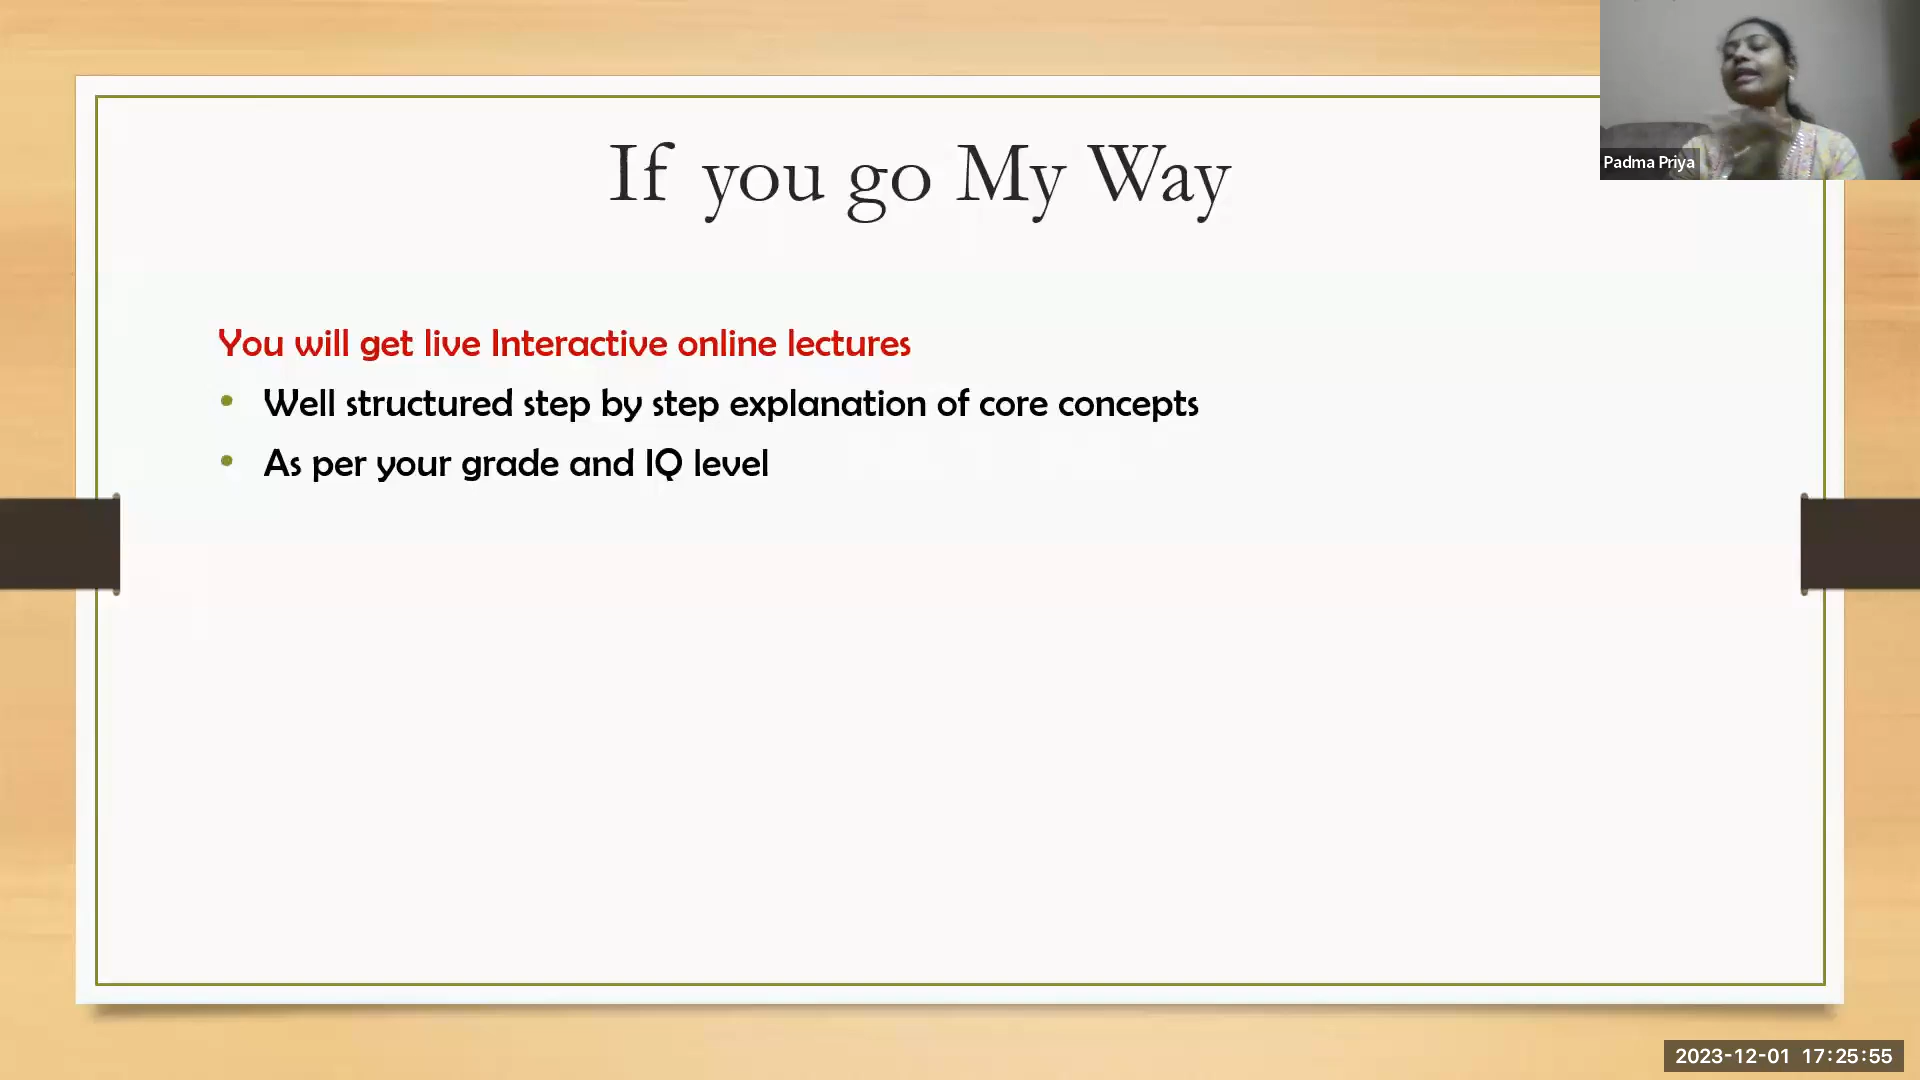 If you go My Way
Padma Priya
You will get live Interactive online lectures
Well structured step by step explanation of core concepts
As per your grade and IQ level
2023-12-01 17:25:55